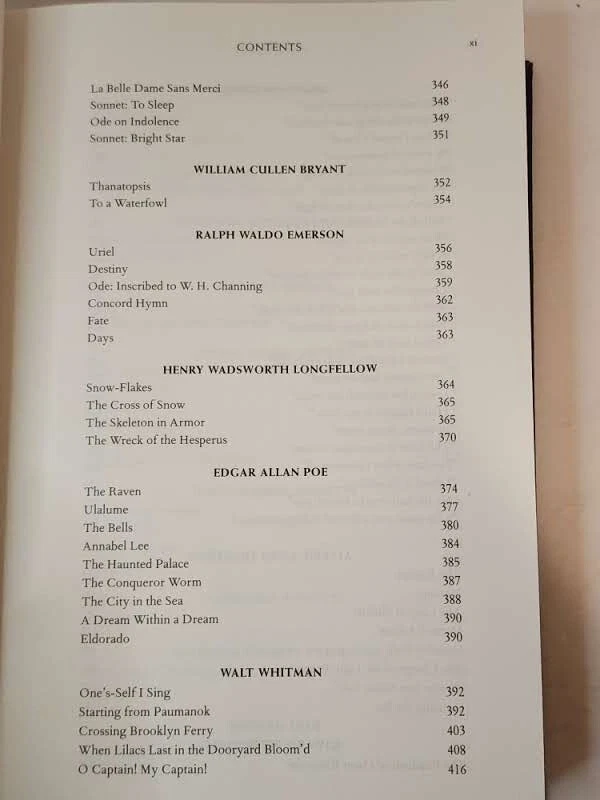 CONTENTS xi
La Belle Dame Sans Merci 346
Sonnet: To Sleep 348
Ode on Indolence 349
Sonnet: Bright Star 351
WILLIAM CULLEN BRYANT
Thanatopsis 352
To a Waterfowl 354
RALPH WALDO EMERSON
Uriel 356
Destiny 358
Ode: Inscribed to W. H. Channing 359
Concord Hymn 362
Fate 363
Days 363
HENRY WADSWORTH LONGFELLOW
Snow-Flakes 364
The Cross of Snow 365
The Skeleton in Armor 365
The Wreck of the Hesperus 370
EDGAR ALLAN POE
The Raven 374
Ulalume 377
The Bells 380
Annabel Lee 384
The Haunted Palace 385
The Conqueror Worm 387
The City in the Sea 388
A Dream Within a Dream 390
Eldorado 390
WALT WHITMAN
One's-Self I Sing 392
Starting from Paumanok 392
Crossing Brooklyn Ferry 403
When Lilacs Last in the Dooryard Bloom'd 408
O Captain! My Captain! 416